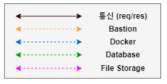 통신 (req/res)
Bastion
Docker
Database
File Storage